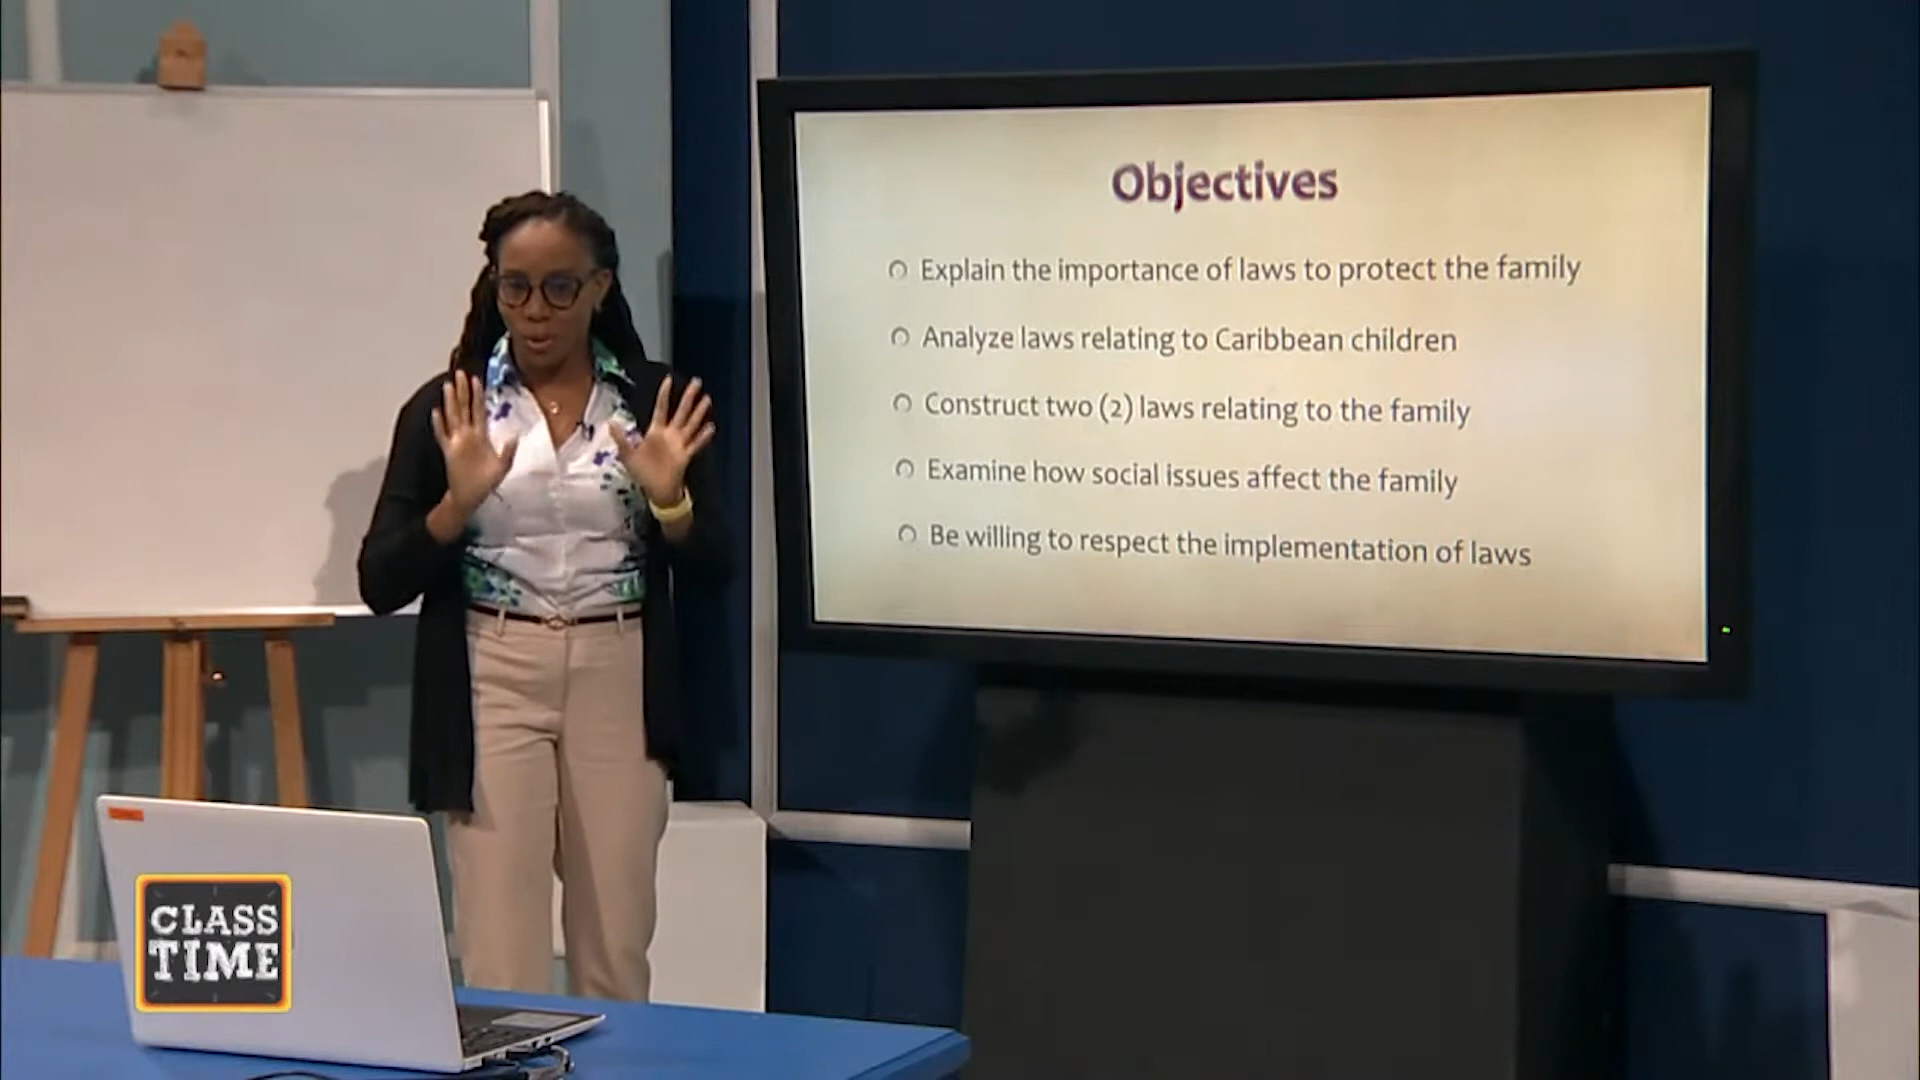 Objectives
Explain the importance of laws to protect the family
Analyze laws relating to Caribbean children
Construct two (2) laws relating to the family
Examine how social issues affect the family
Be willing to respect the implementation of laws
CLASS
TIME